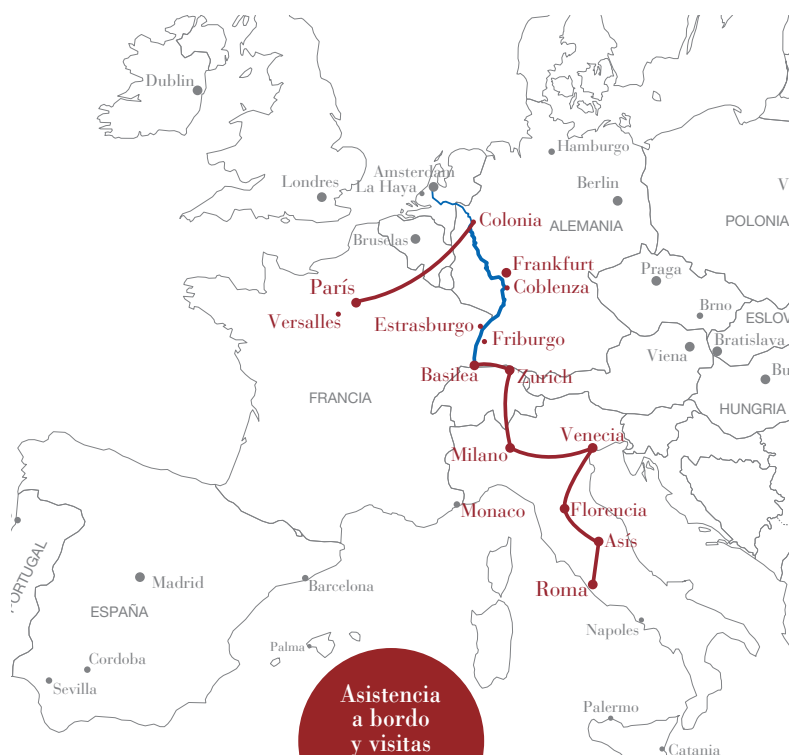 Dublin
Hamburgo
Amsterdam
La Haya
Londres
Berlin
Colonia
ALEMANIA
POLONIA
V
Bruselas
Frankfurt
Praga
París
Coblenza
Brno
Versalles
Estrasburgo
ESLOV
Friburgo
Bratislava
Viena
Basilea
Zurich
Bu
FRANCIA
HUNGRIA
Venecia
Milano
Monaco
Florencia
Asís
PORTUGAL
Madrid
Barcelona
Roma
ESPAÑA
Napoles
Palma
Cordoba
Sevilla
Asistencia
a bordo
y visitas
Palermo
Catania